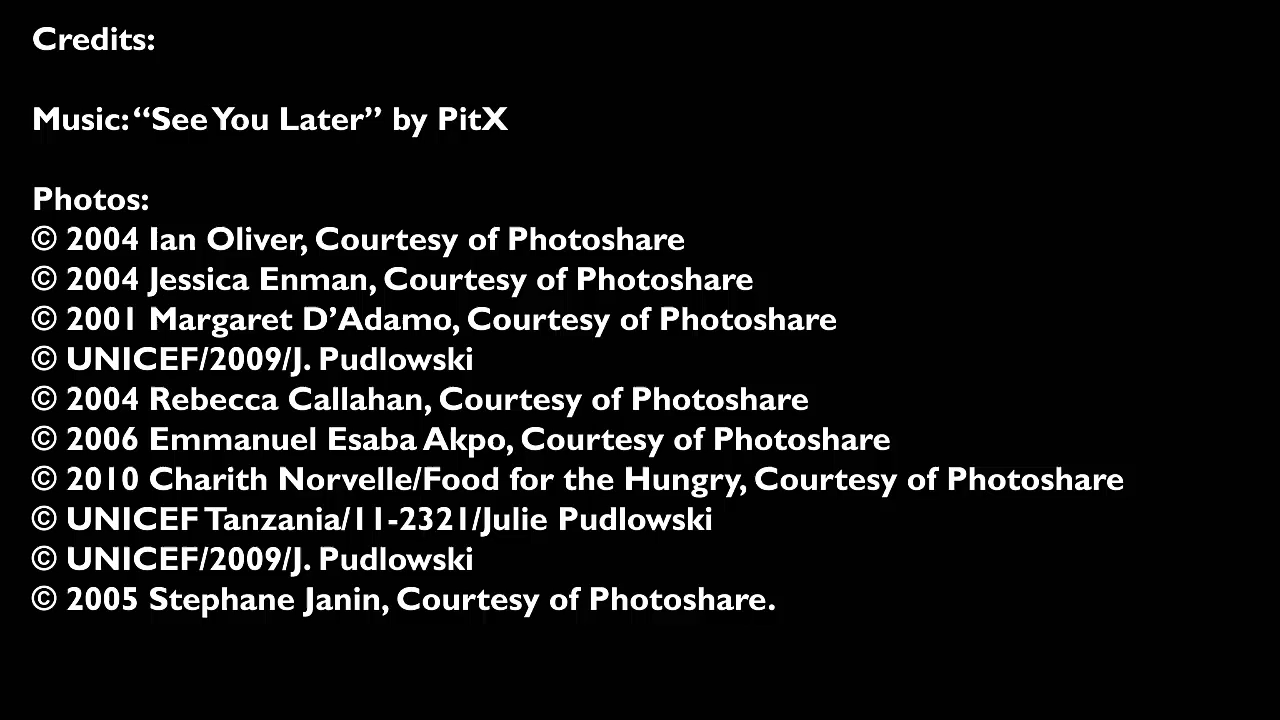 Credits:
Music: “See You Later” by PitX
Photos:
© 2004 Ian Oliver, Courtesy of Photoshare
© 2004 Jessica Enman, Courtesy of Photoshare
© 2001 Margaret D’Adamo, Courtesy of Photoshare
© UNICEF/2009/J. Pudlowski
© 2004 Rebecca Callahan, Courtesy of Photoshare
© 2006 Emmanuel Esaba Akpo, Courtesy of Photoshare
© 2010 Charith Norvelle/Food for the Hungry, Courtesy of Photoshare
© UNICEF Tanzania/11-2321/Julie Pudlowski
© UNICEF/2009/J. Pudlowski
© 2005 Stephane Janin, Courtesy of Photoshare.